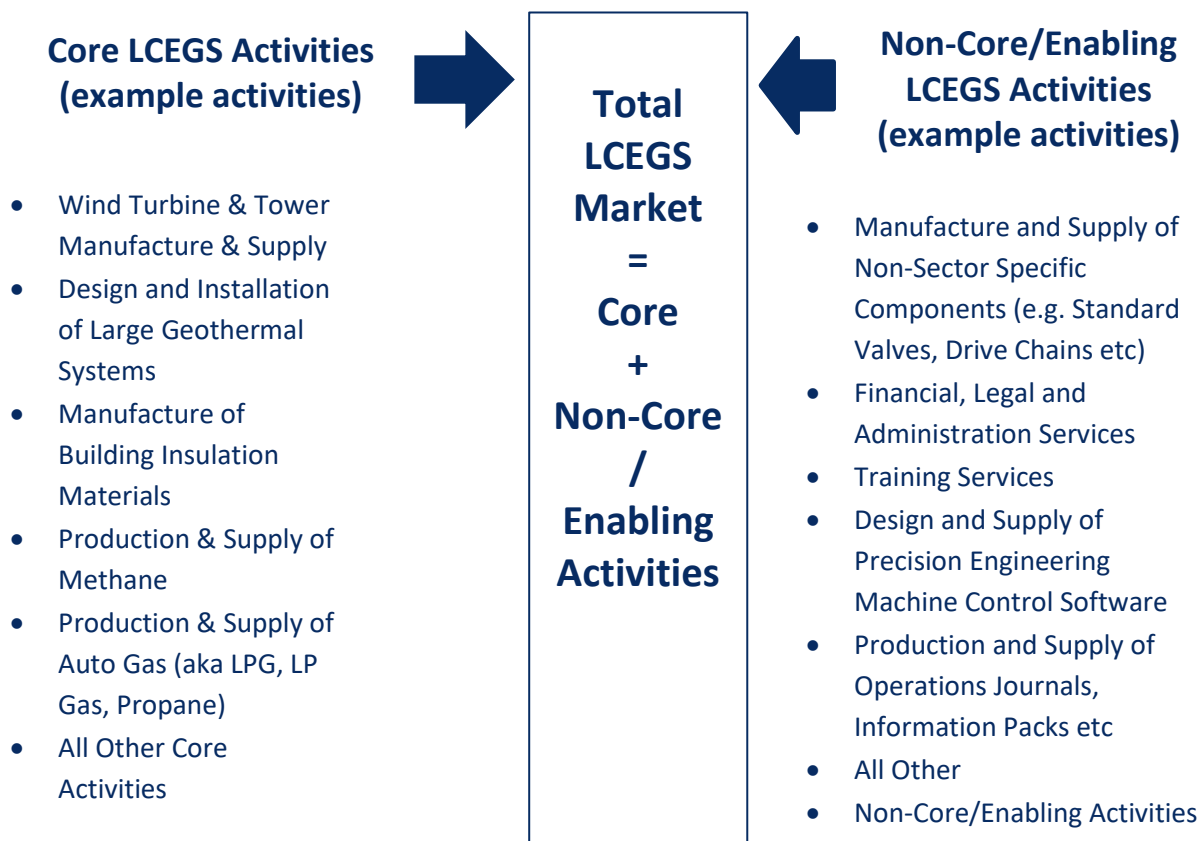 Core LCEGS Activities
(example activities)
• Wind Turbine & Tower
Manufacture & Supply
• Design and Installation
of Large Geothermal
Systems
• Manufacture of
Building Insulation
Materials
• Production & Supply of
Methane
• Production & Supply of
Auto Gas (aka LPG, LP
Gas, Propane)
• All Other Core
Activities
Total
LCEGS
Market
=
Core
+
Non-Core
/
Enabling
Activities
Non-Core/Enabling
LCEGS Activities
(example activities)
• Manufacture and Supply of
Non-Sector Specific
Components (e.g. Standard
Valves, Drive Chains etc)
• Financial, Legal and
Administration Services
• Training Services
• Design and Supply of
Precision Engineering
Machine Control Software
• Production and Supply of
Operations Journals,
Information Packs etc
• All Other
• Non-Core/Enabling Activities